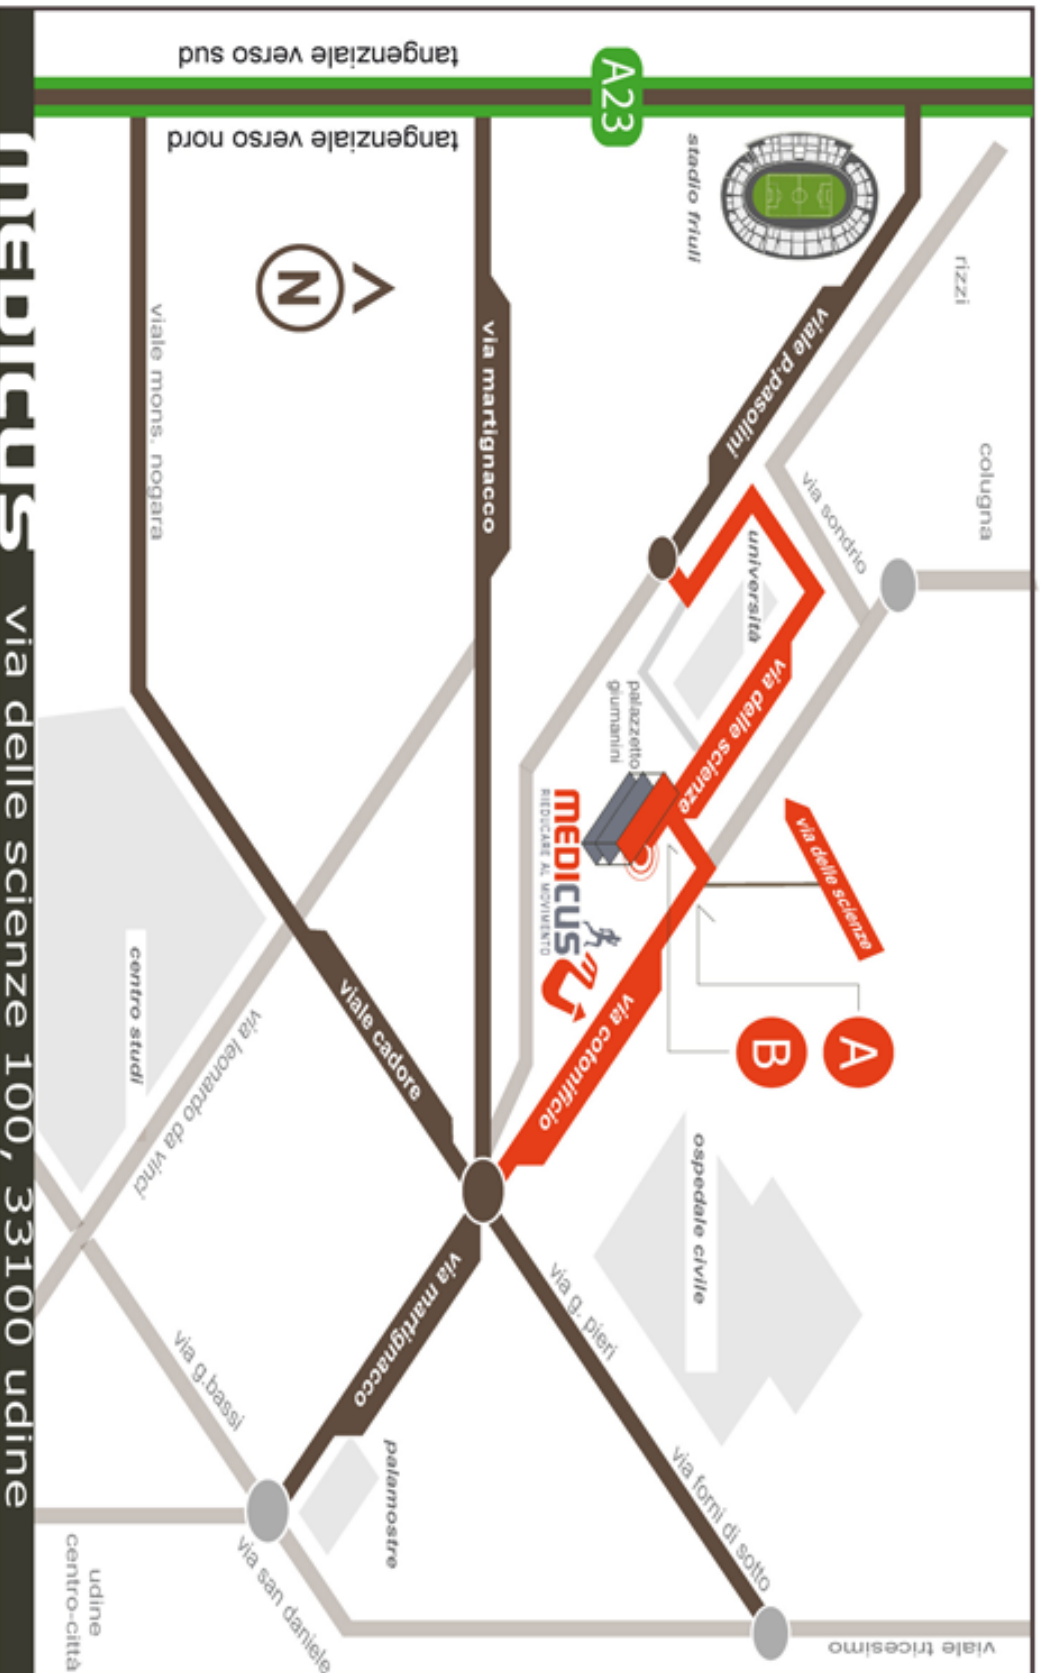 tangenziale verso sud
A23
tangenziale verso nord
stadio friuli
rizzi
colugna
viale p.pasolini
via sondrio
N
via martignacco
viale mons. nogara
università
via delle scienze
palazzetto
giumanini
MEDICUS
RIEDUCARE AL MOVIMENTO
via delle scienze
A
B
via cotonificio
ospedale civile
viale cadore
centro studi
via leonardo da vinci
via martignacco
via g. pieri
via forni di sotto
via g.bassi
palamostre
via san daniele
viale tricesimo
udine
centro-città
MEDICUS via delle scienze 100, 33100 udine